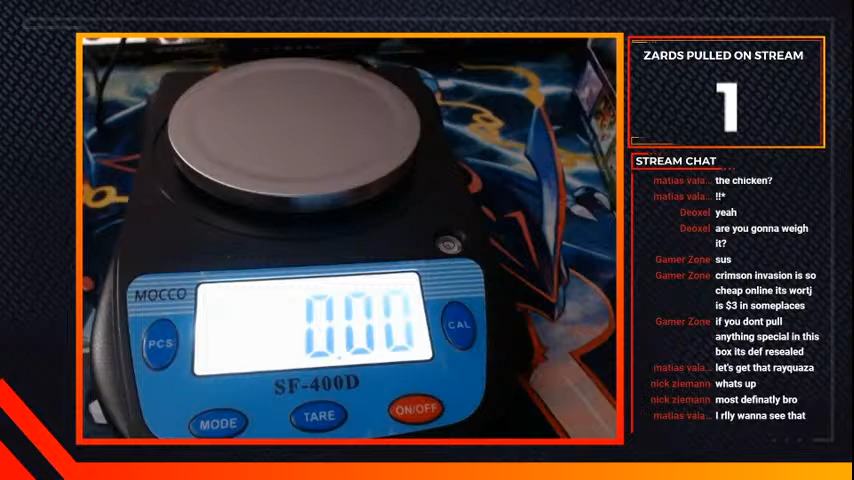 ZARDS PULLED ON STREAM
1
STREAM CHAT
matias vala... the chicken?
matias vala... !!*
Deoxel yeah
Deoxel are you gonna weigh
it?
Gamer Zone sus
Gamer Zone crimson invasion is so
cheap online its wortj
is $3 in someplaces
Gamer Zone if you dont pull
anything special in this
box its def resealed
matias vala... let's get that rayquaza
nick ziemann whats up
nick ziemann most definatly bro
matias vala... I rlly wanna see that
MOCCO
0.00
PCS
CAL
SF-400D
MODE
TARE
ON/OFF